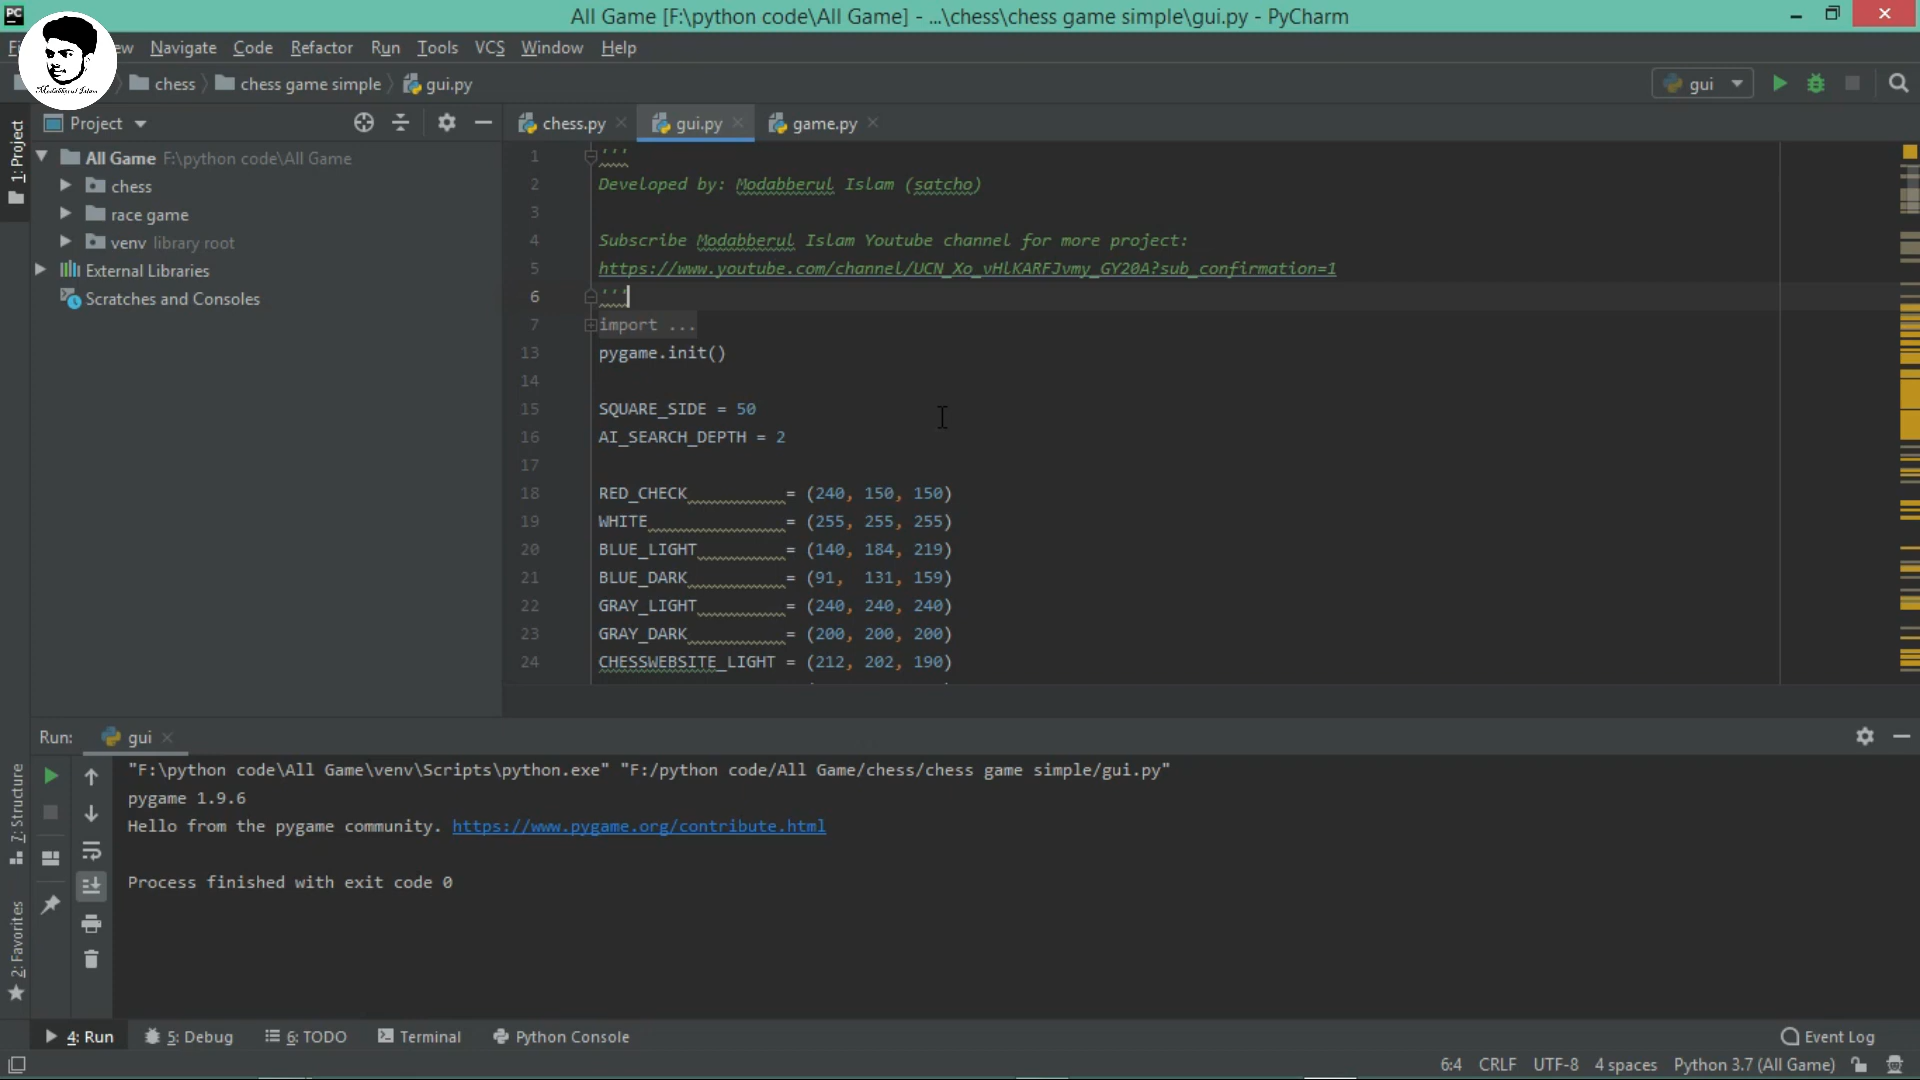 PC All Game [F:\python code\All Game] - ...\chess\chess game simple\gui.py - PyCharm
Navigate Code Refactor Run Tools VCS Window Help
Modabberul Islam
chess chess game simple gui.py gui
Project chess.py gui.py game.py
1: Project
All Game F:\python code\All Game
chess
race game
venv library root
External Libraries
Scratches and Consoles
1 '''
2 Developed by: Modabberul Islam (satcho)
3
4 Subscribe Modabberul Islam Youtube channel for more project:
5 https://www.youtube.com/channel/UCN_Xo_vHlKARFJvmy_GY20A?sub_confirmation=1
6 '''
7 import ...
13 pygame.init()
14
15 SQUARE_SIDE = 50
16 AI_SEARCH_DEPTH = 2
17
18 RED_CHECK = (240, 150, 150)
19 WHITE = (255, 255, 255)
20 BLUE_LIGHT = (140, 184, 219)
21 BLUE_DARK = (91, 131, 159)
22 GRAY_LIGHT = (240, 240, 240)
23 GRAY_DARK = (200, 200, 200)
24 CHESSWEBSITE_LIGHT = (212, 202, 190)
Run: gui
"F:\python code\All Game\venv\Scripts\python.exe" "F:/python code/All Game/chess/chess game simple/gui.py"
pygame 1.9.6
Hello from the pygame community. https://www.pygame.org/contribute.html
Process finished with exit code 0
7: Structure
2: Favorites
4: Run 5: Debug 6: TODO Terminal Python Console Event Log
6:4 CRLF UTF-8 4 spaces Python 3.7 (All Game)